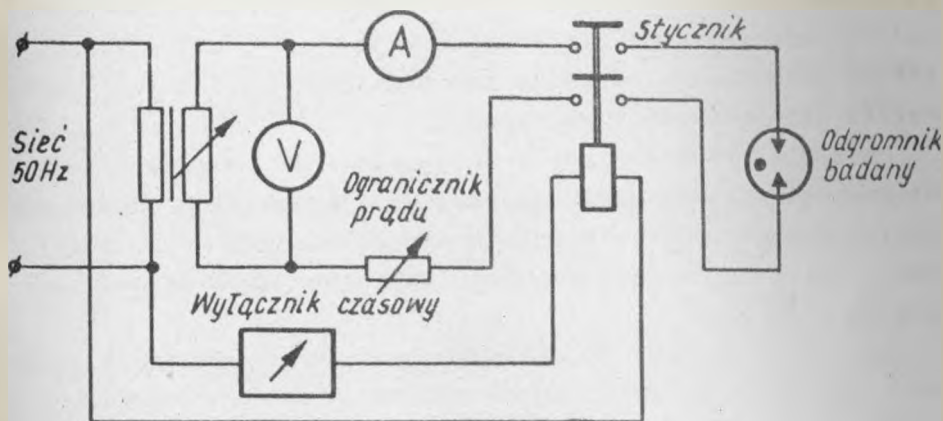 A
stycznik
Sieć
50Hz
V
Ogranicznik
prądu
Odgromnik
badany
Wyłącznik czasowy